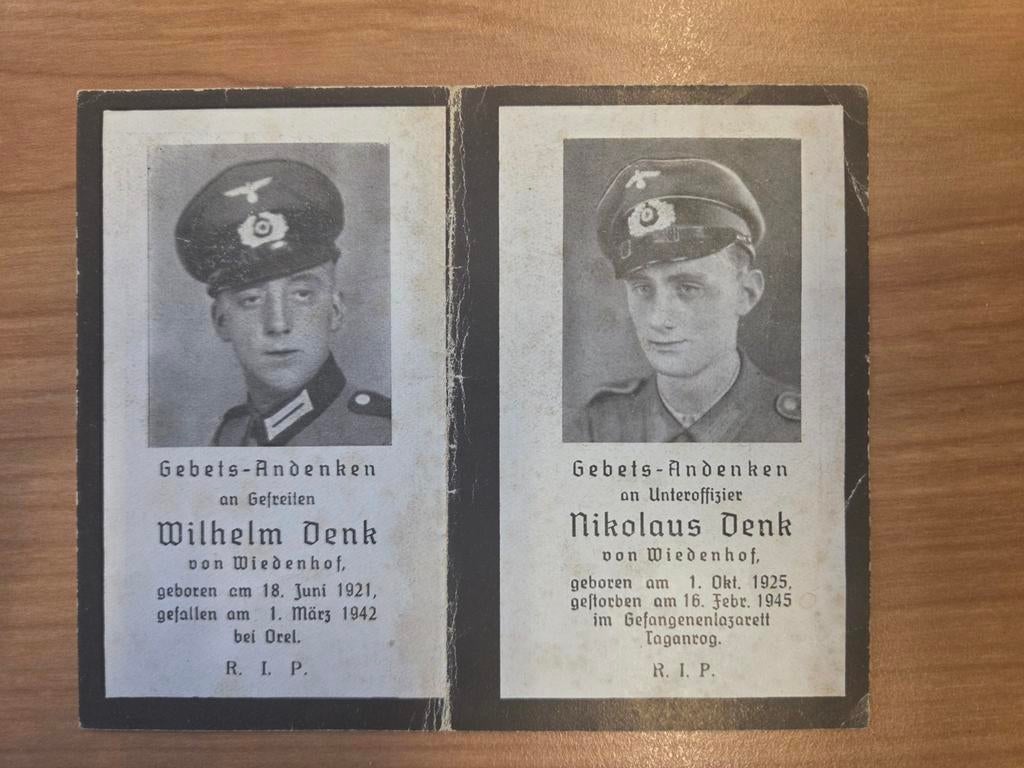 Gebets-Andenken
an Gefreiten
Wilhelm Denk
von Wiedenhof,
geboren am 18. Juni 1921,
gefallen am 1. März 1942
bei Orel.
R. I. P.
Gebets-Andenken
an Unteroffizier
Nikolaus Denk
von Wiedenhof,
geboren am 1. Okt. 1925,
gestorben am 16. Febr. 1945
im Gefangenenlazarett
Taganrog.
R. I. P.